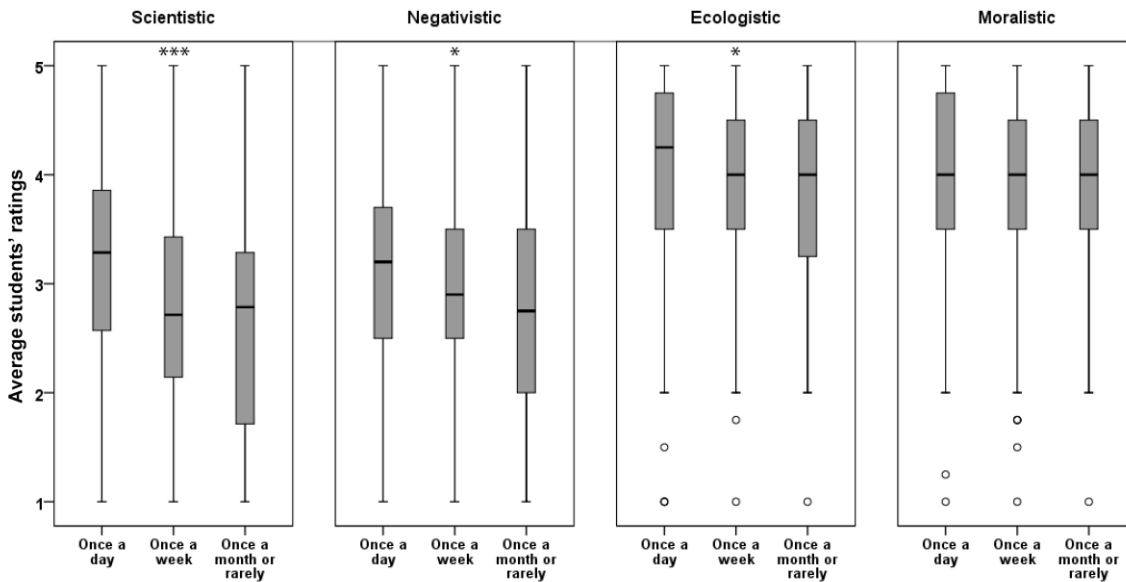 Scientistic Negativistic Ecologistic Moralistic
*** * *
Average students' ratings
5
4
3
2
1
Once a day
Once a week
Once a month or rarely
Once a day
Once a week
Once a month or rarely
Once a day
Once a week
Once a month or rarely
Once a day
Once a week
Once a month or rarely